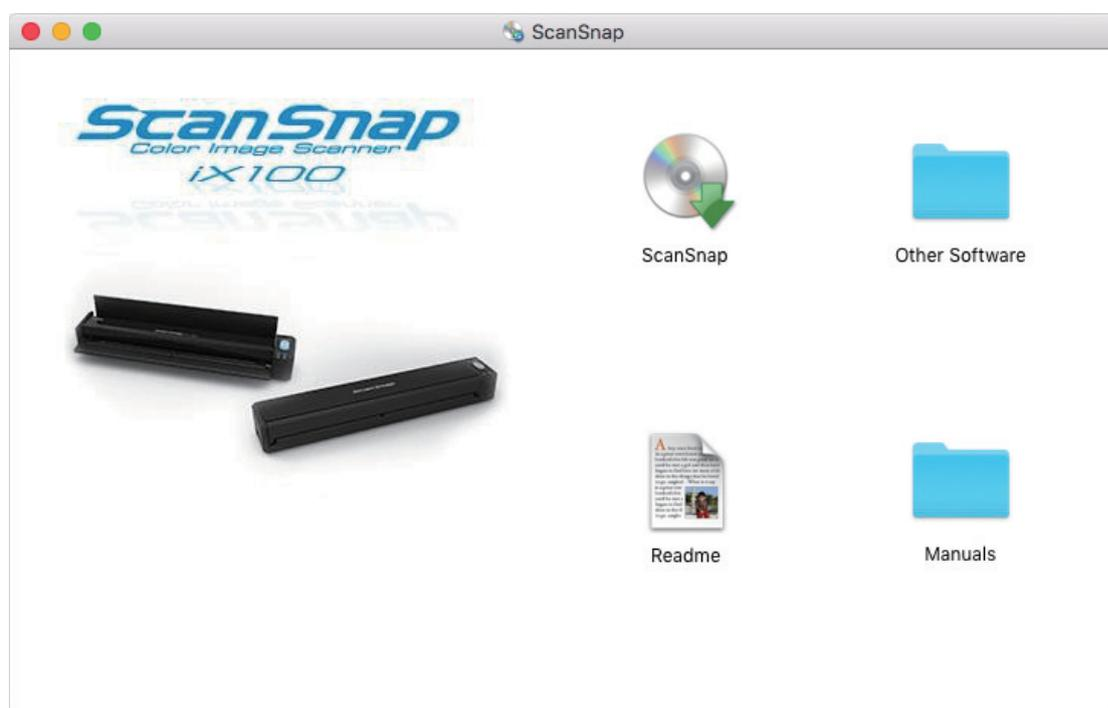 ScanSnap
ScanSnap
Color Image Scanner
iX100
ScanSnap
Other Software
Readme
Manuals